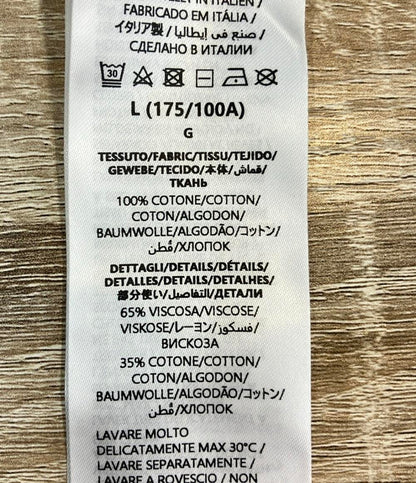 FABRICADO EM ITÁLIA/
イタリア製/صنع في إيطاليا/
СДЕЛАНО В ИТАЛИИ
30
L (175/100A)
G
TESSUTO/FABRIC/TISSU/TEJIDO/
GEWEBE/TECIDO/本体/قماش/
ТКАНЬ
100% COTONE/COTTON/
COTON/ALGODON/
BAUMWOLLE/ALGODÃO/コットン/
قُطن/ХЛОПОК
DETTAGLI/DETAILS/DÉTAILS/
DETALLES/DETAILS/DETALHES/
部分使い/التفاصيل/ДЕТАЛИ
65% VISCOSA/VISCOSE/
VISKOSE/レーヨン/فسكوز/
ВИСКОЗА
35% COTONE/COTTON/
COTON/ALGODON/
BAUMWOLLE/ALGODÃO/コットン/
قُطن/ХЛОПОК
LAVARE MOLTO
DELICATAMENTE MAX 30°C/
LAVARE SEPARATAMENTE/
LAVARE A ROVESCIO/ NON